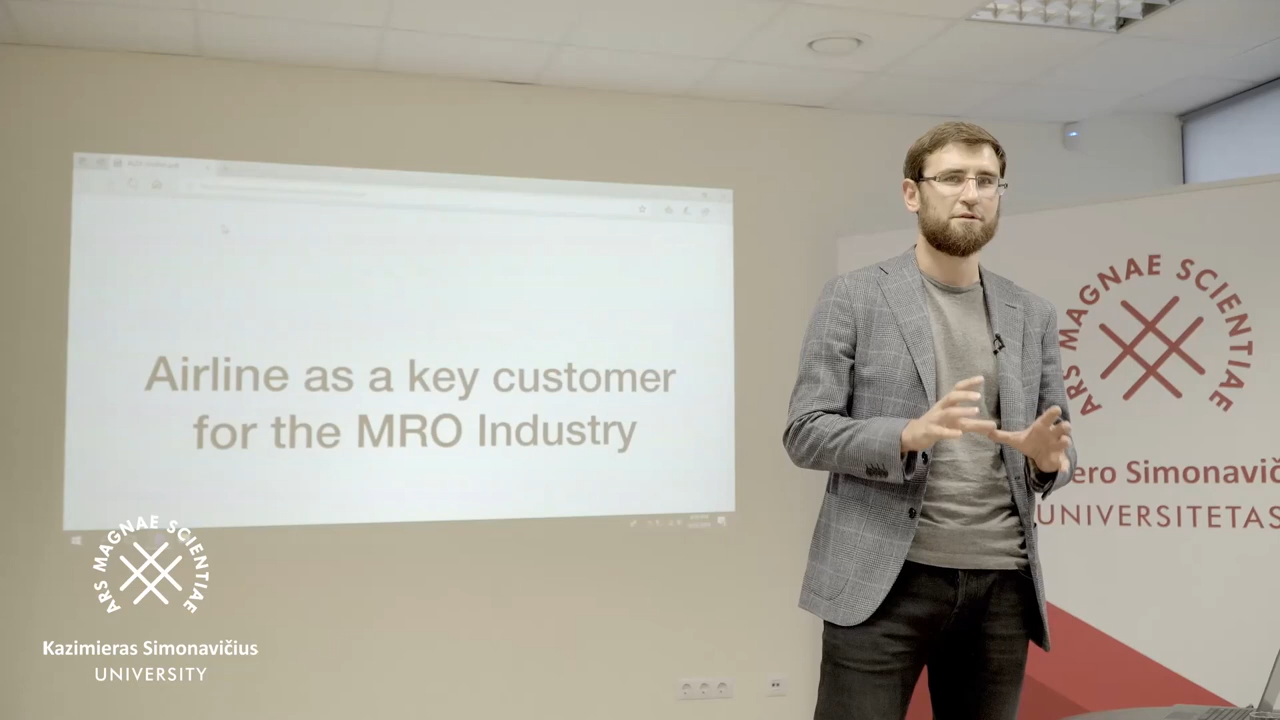 Airline as a key customer
for the MRO Industry
ARS MAGNAE SCIENTIAE
ero Simonavič
UNIVERSITETAS
ARS MAGNAE SCIENTIAE
Kazimieras Simonavičius
UNIVERSITY